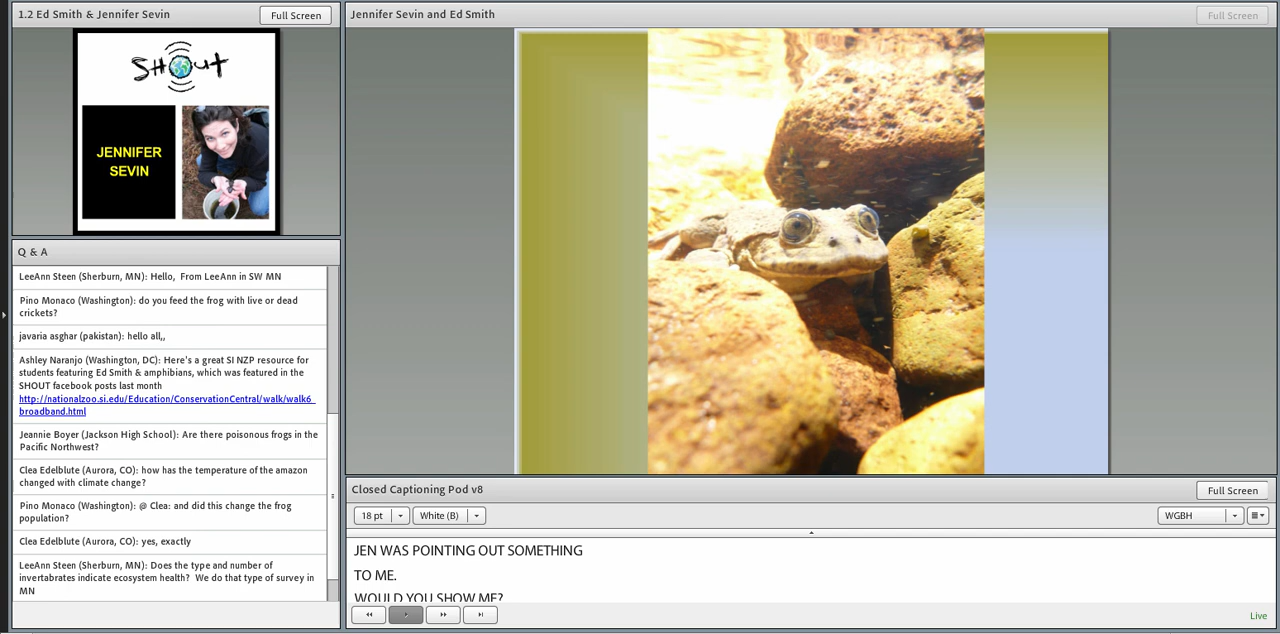 1.2 Ed Smith & Jennifer Sevin
Full Screen
SHOUT
JENNIFER
SEVIN
Q & A
LeeAnn Steen (Sherburn, MN): Hello,  From LeeAnn in SW MN
Pino Monaco (Washington): do you feed the frog with live or dead
crickets?
javaria asghar (pakistan): hello all,,
Ashley Naranjo (Washington, DC): Here's a great SI NZP resource for
students featuring Ed Smith & amphibians, which was featured in the
SHOUT facebook posts last month
http://nationalzoo.si.edu/Education/ConservationCentral/walk/walk6_
broadband.html
Jeannie Boyer (Jackson High School): Are there poisonous frogs in the
Pacific Northwest?
Clea Edelblute (Aurora, CO): how has the temperature of the amazon
changed with climate change?
Pino Monaco (Washington): @ Clea: and did this change the frog
population?
Clea Edelblute (Aurora, CO): yes, exactly
LeeAnn Steen (Sherburn, MN): Does the type and number of
invertabrates indicate ecosystem health?  We do that type of survey in
MN
Jennifer Sevin and Ed Smith
Full Screen
Closed Captioning Pod v8
Full Screen
18 pt
White (B)
WGBH
JEN WAS POINTING OUT SOMETHING
TO ME.
WOULD YOU SHOW ME?
Live